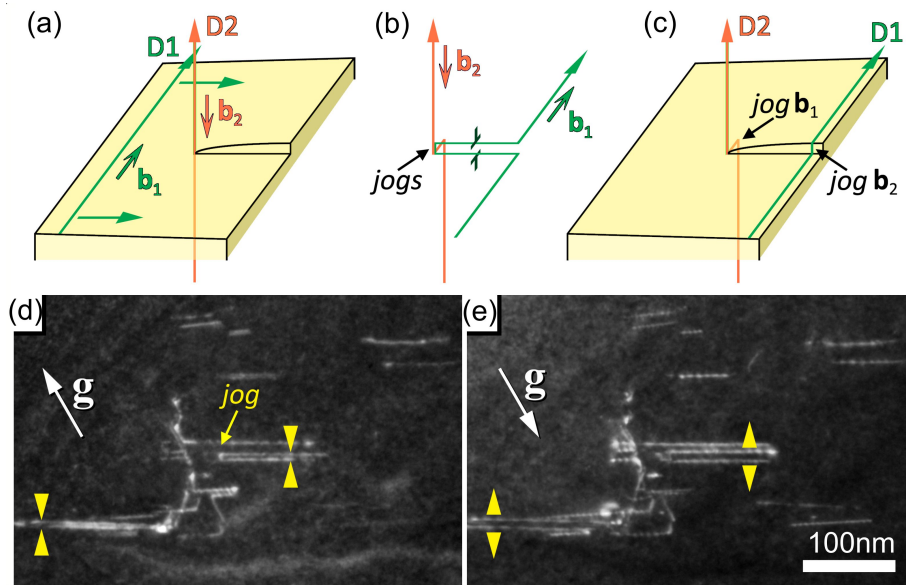 (a)
D1
D2
b₂
b₁
(b)
b₂
b₁
jogs
(c)
D2
D1
jog b₁
jog b₂
(d)
g
jog
(e)
g
100nm